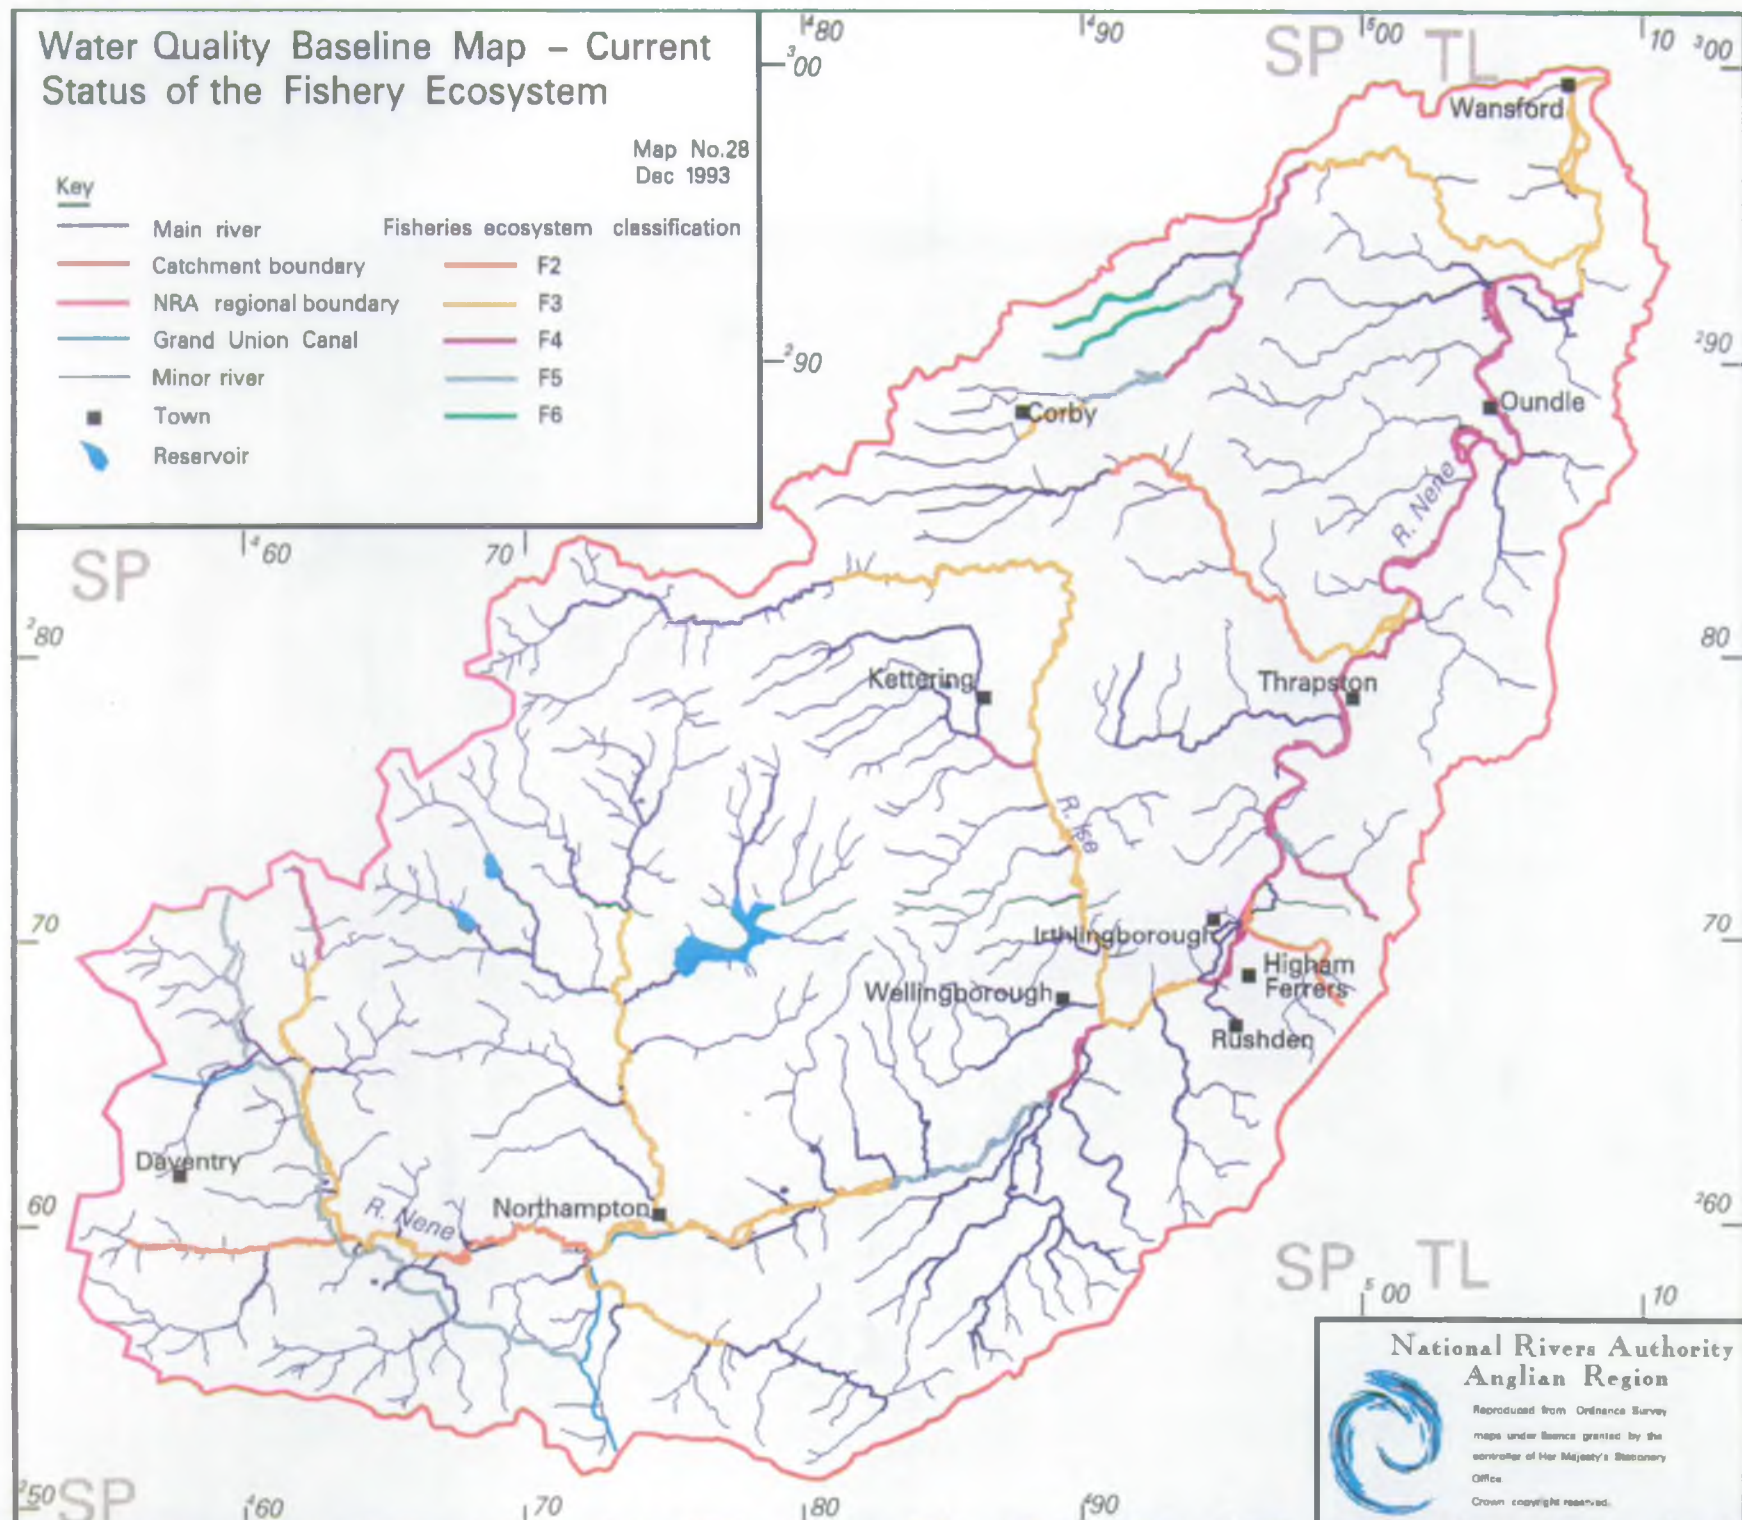 Water Quality Baseline Map – Current
Status of the Fishery Ecosystem
Map No.28
Dec 1993
Key
Main river
Catchment boundary
NRA regional boundary
Grand Union Canal
Minor river
Town
Reservoir
Fisheries ecosystem classification
F2
F3
F4
F5
F6
⁴80
⁴90
SP
⁵00
TL
10
³00
³00
Wansford
²90
²90
Corby
Oundle
R. Nene
SP
⁴60
70
²80
80
Kettering
Thrapston
R. Ise
70
70
Irthlingborough
Higham
Ferrers
Wellingborough
Rushden
Daventry
60
R. Nene
Northampton
²60
SP
TL
⁵00
10
²50
SP
⁴60
70
80
⁴90
National Rivers Authority
Anglian Region
Reproduced from Ordnance Survey
maps under licence granted by the
controller of Her Majesty's Stationery
Office
Crown copyright reserved.